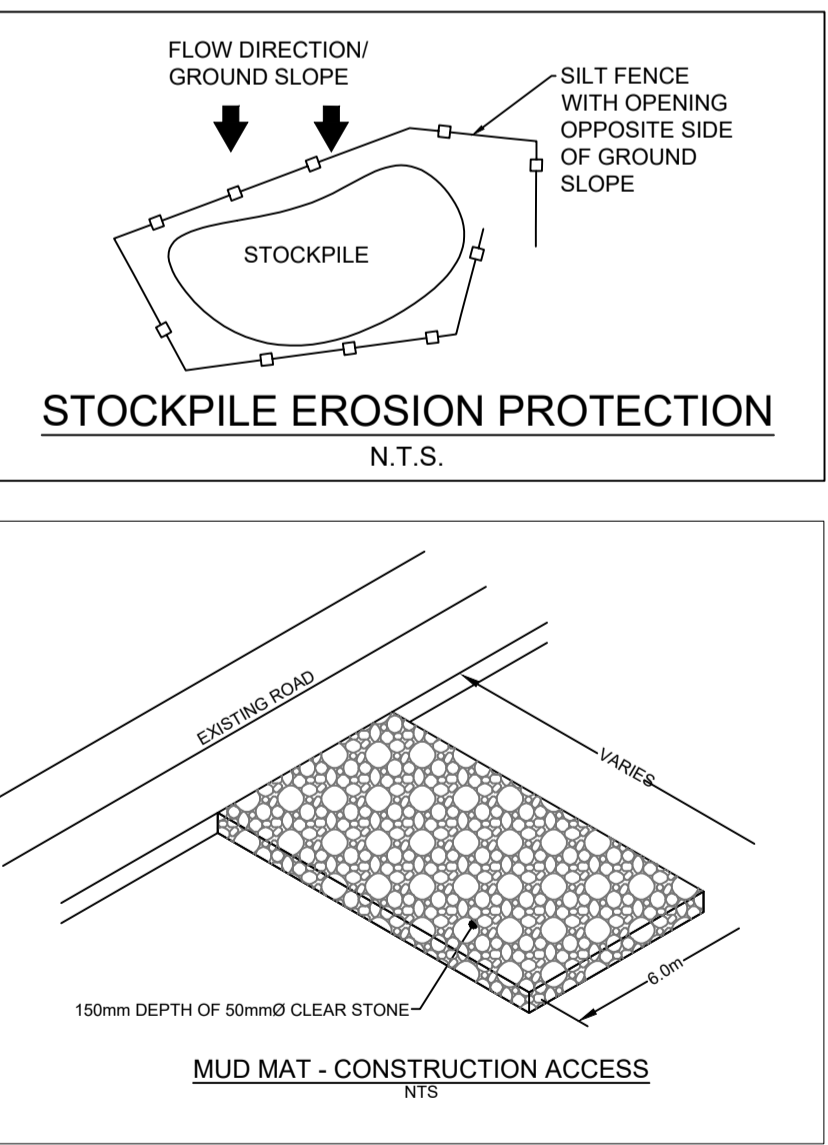 FLOW DIRECTION/
GROUND SLOPE
SILT FENCE
WITH OPENING
OPPOSITE SIDE
OF GROUND
SLOPE
STOCKPILE
STOCKPILE EROSION PROTECTION
N.T.S.
EXISTING ROAD
VARIES
6.0m
150mm DEPTH OF 50mmØ CLEAR STONE
MUD MAT - CONSTRUCTION ACCESS
NTS